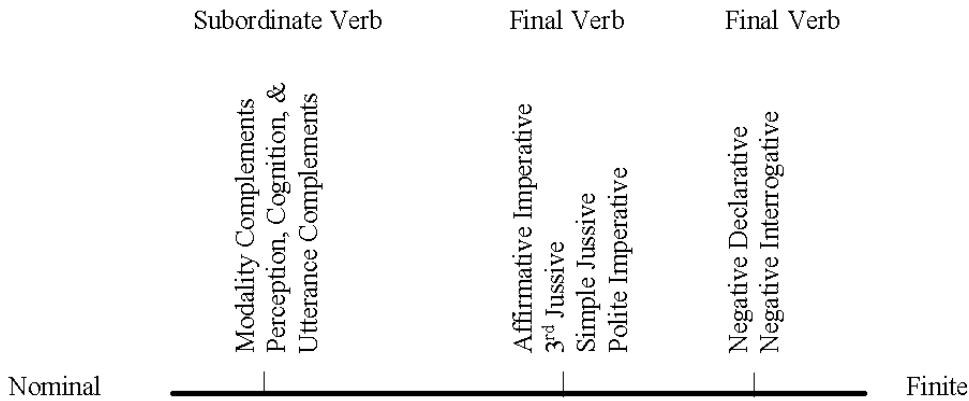 Subordinate Verb
Final Verb
Final Verb
Modality Complements
Perception, Cognition, &
Utterance Complements
Affirmative Imperative
3rd Jussive
Simple Jussive
Polite Imperative
Negative Declarative
Negative Interrogative
Nominal
Finite